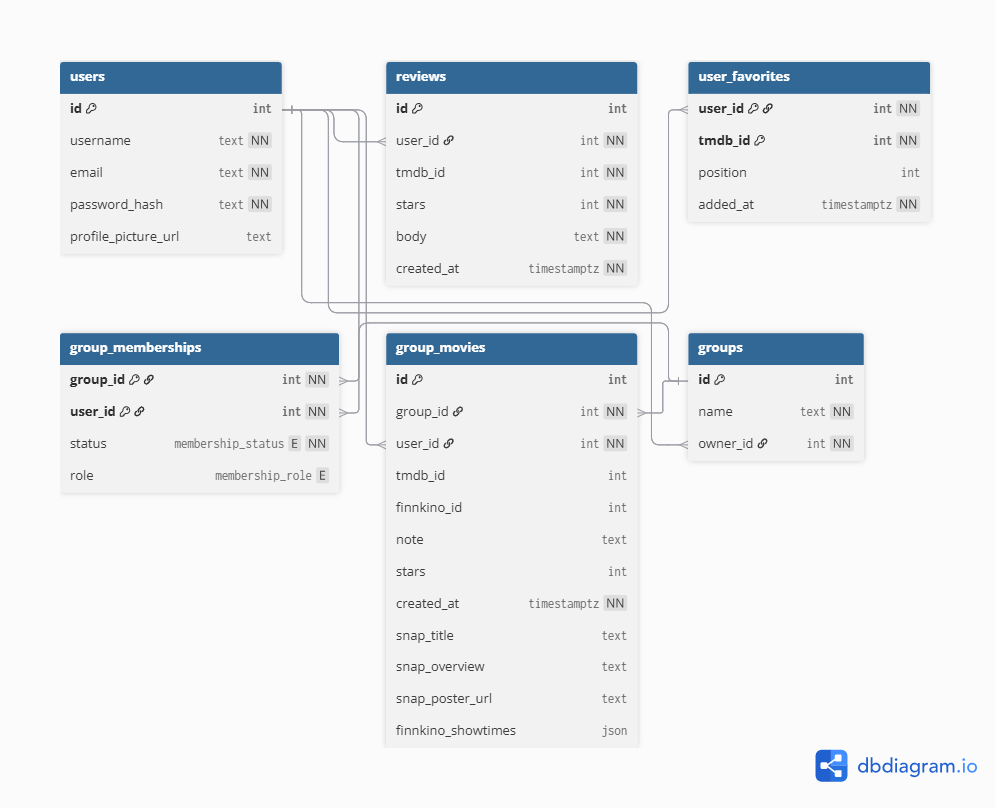 users
id int
username text NN
email text NN
password_hash text NN
profile_picture_url text
reviews
id int
user_id int NN
tmdb_id int NN
stars int NN
body text NN
created_at timestamptz NN
user_favorites
user_id int NN
tmdb_id int NN
position int
added_at timestamptz NN
group_memberships
group_id int NN
user_id int NN
status membership_status E NN
role membership_role E
group_movies
id int
group_id int NN
user_id int NN
tmdb_id int
finnkino_id int
note text
stars int
created_at timestamptz NN
snap_title text
snap_overview text
snap_poster_url text
finnkino_showtimes json
groups
id int
name text NN
owner_id int NN
dbdiagram.io